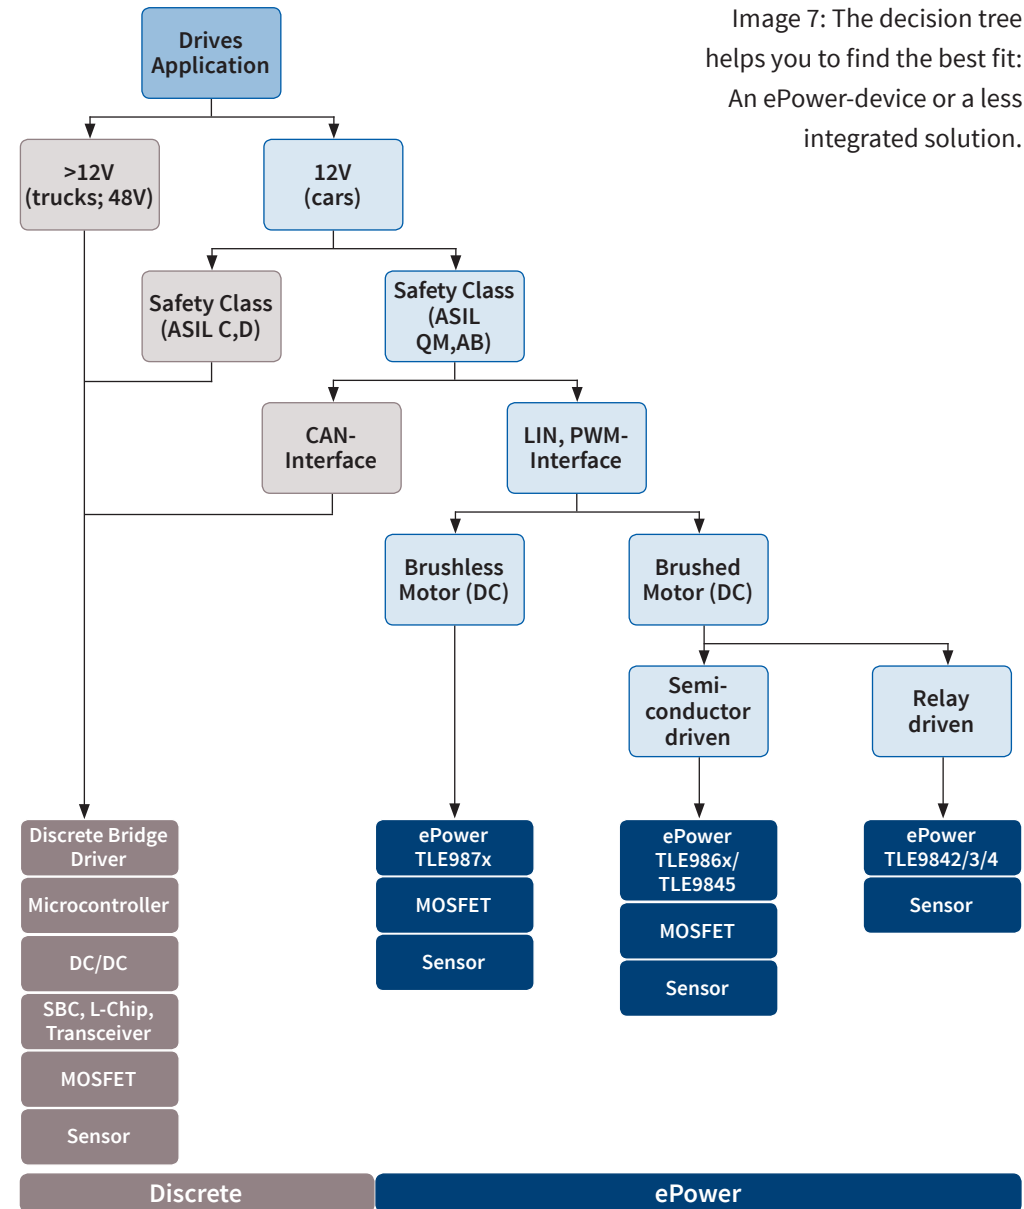 Image 7: The decision tree
helps you to find the best fit:
An ePower-device or a less
integrated solution.
Drives
Application
>12V
(trucks; 48V)
12V
(cars)
Safety Class
(ASIL C,D)
Safety Class
(ASIL
QM,AB)
CAN-
Interface
LIN, PWM-
Interface
Brushless
Motor (DC)
Brushed
Motor (DC)
Semi-
conductor
driven
Relay
driven
Discrete Bridge
Driver
Microcontroller
DC/DC
SBC, L-Chip,
Transceiver
MOSFET
Sensor
ePower
TLE987x
MOSFET
Sensor
ePower
TLE986x/
TLE9845
MOSFET
Sensor
ePower
TLE9842/3/4
Sensor
Discrete
ePower